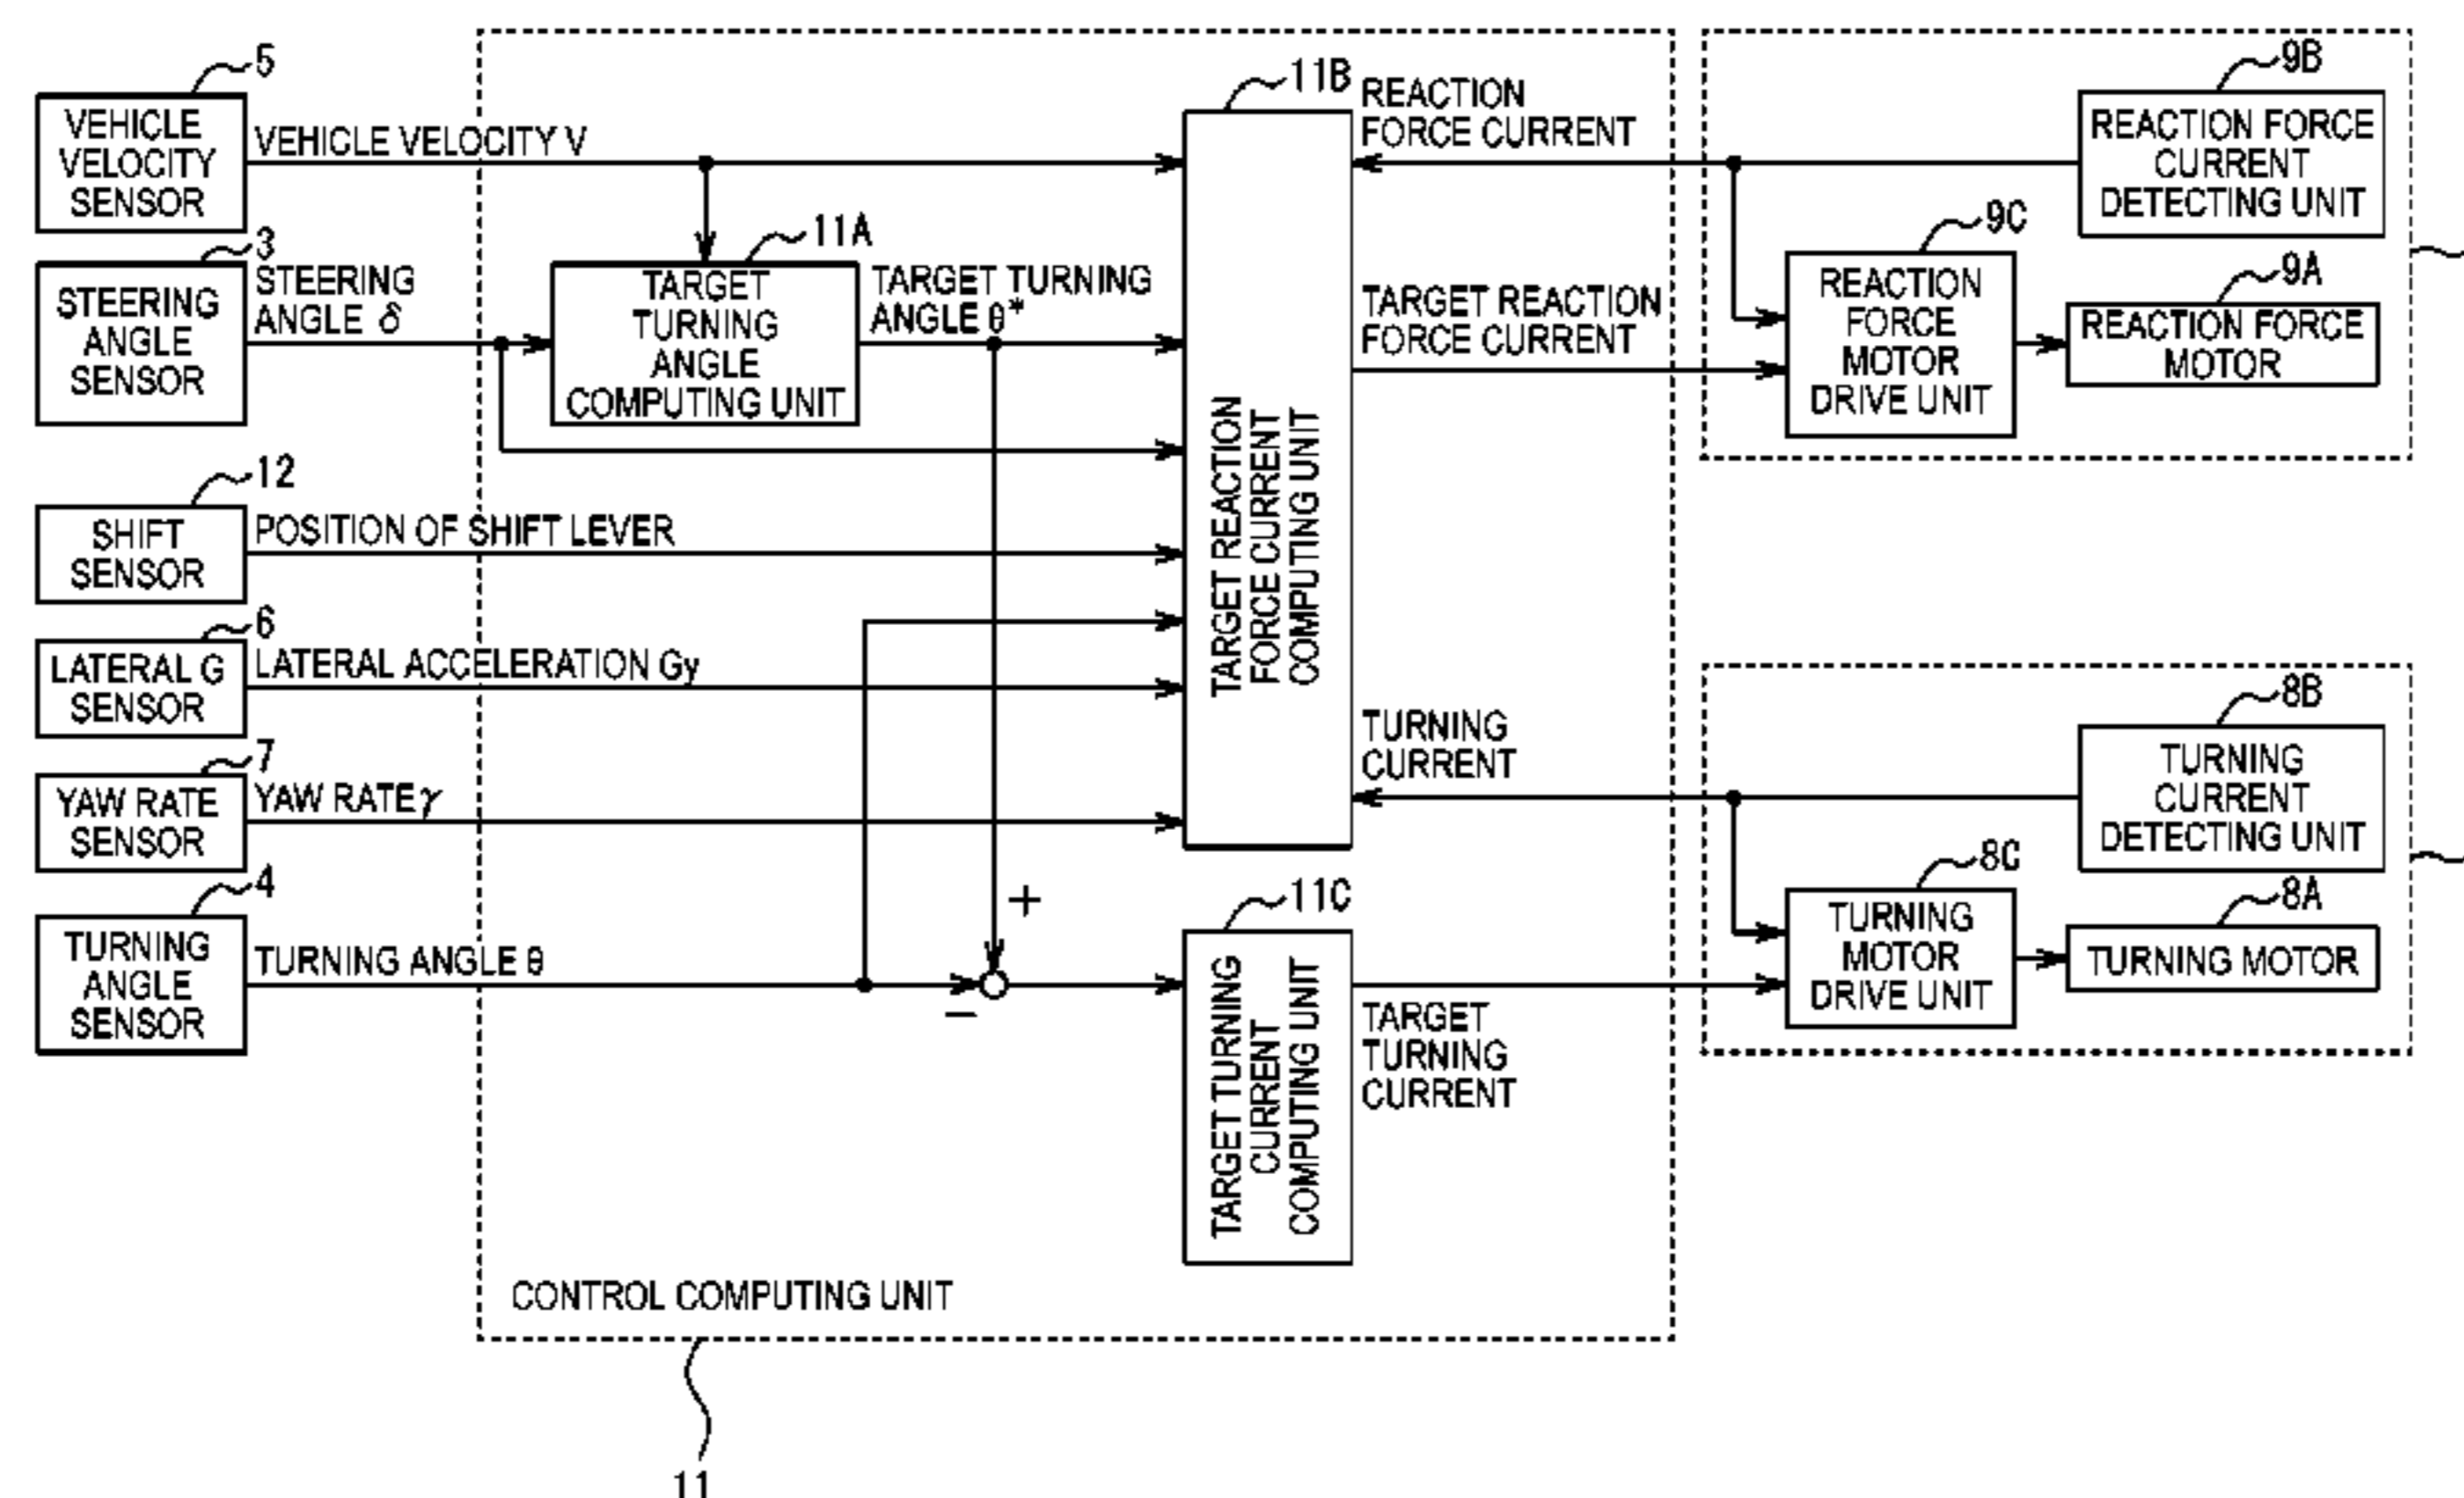 5
VEHICLE
VELOCITY
SENSOR
VEHICLE VELOCITY V
3
STEERING
ANGLE
SENSOR
STEERING
ANGLE δ
11A
TARGET
TURNING
ANGLE
COMPUTING UNIT
TARGET TURNING
ANGLE θ*
12
SHIFT
SENSOR
POSITION OF SHIFT LEVER
6
LATERAL G
SENSOR
LATERAL ACCELERATION Gy
7
YAW RATE
SENSOR
YAW RATE γ
4
TURNING
ANGLE
SENSOR
TURNING ANGLE θ
+
−
11B
TARGET REACTION
FORCE CURRENT
COMPUTING UNIT
11C
TARGET TURNING
CURRENT
COMPUTING UNIT
CONTROL COMPUTING UNIT
11
REACTION
FORCE CURRENT
TARGET REACTION
FORCE CURRENT
TURNING
CURRENT
TARGET
TURNING
CURRENT
9B
REACTION FORCE
CURRENT
DETECTING UNIT
9C
REACTION
FORCE
MOTOR
DRIVE UNIT
9A
REACTION FORCE
MOTOR
8B
TURNING
CURRENT
DETECTING UNIT
8C
TURNING
MOTOR
DRIVE UNIT
8A
TURNING MOTOR